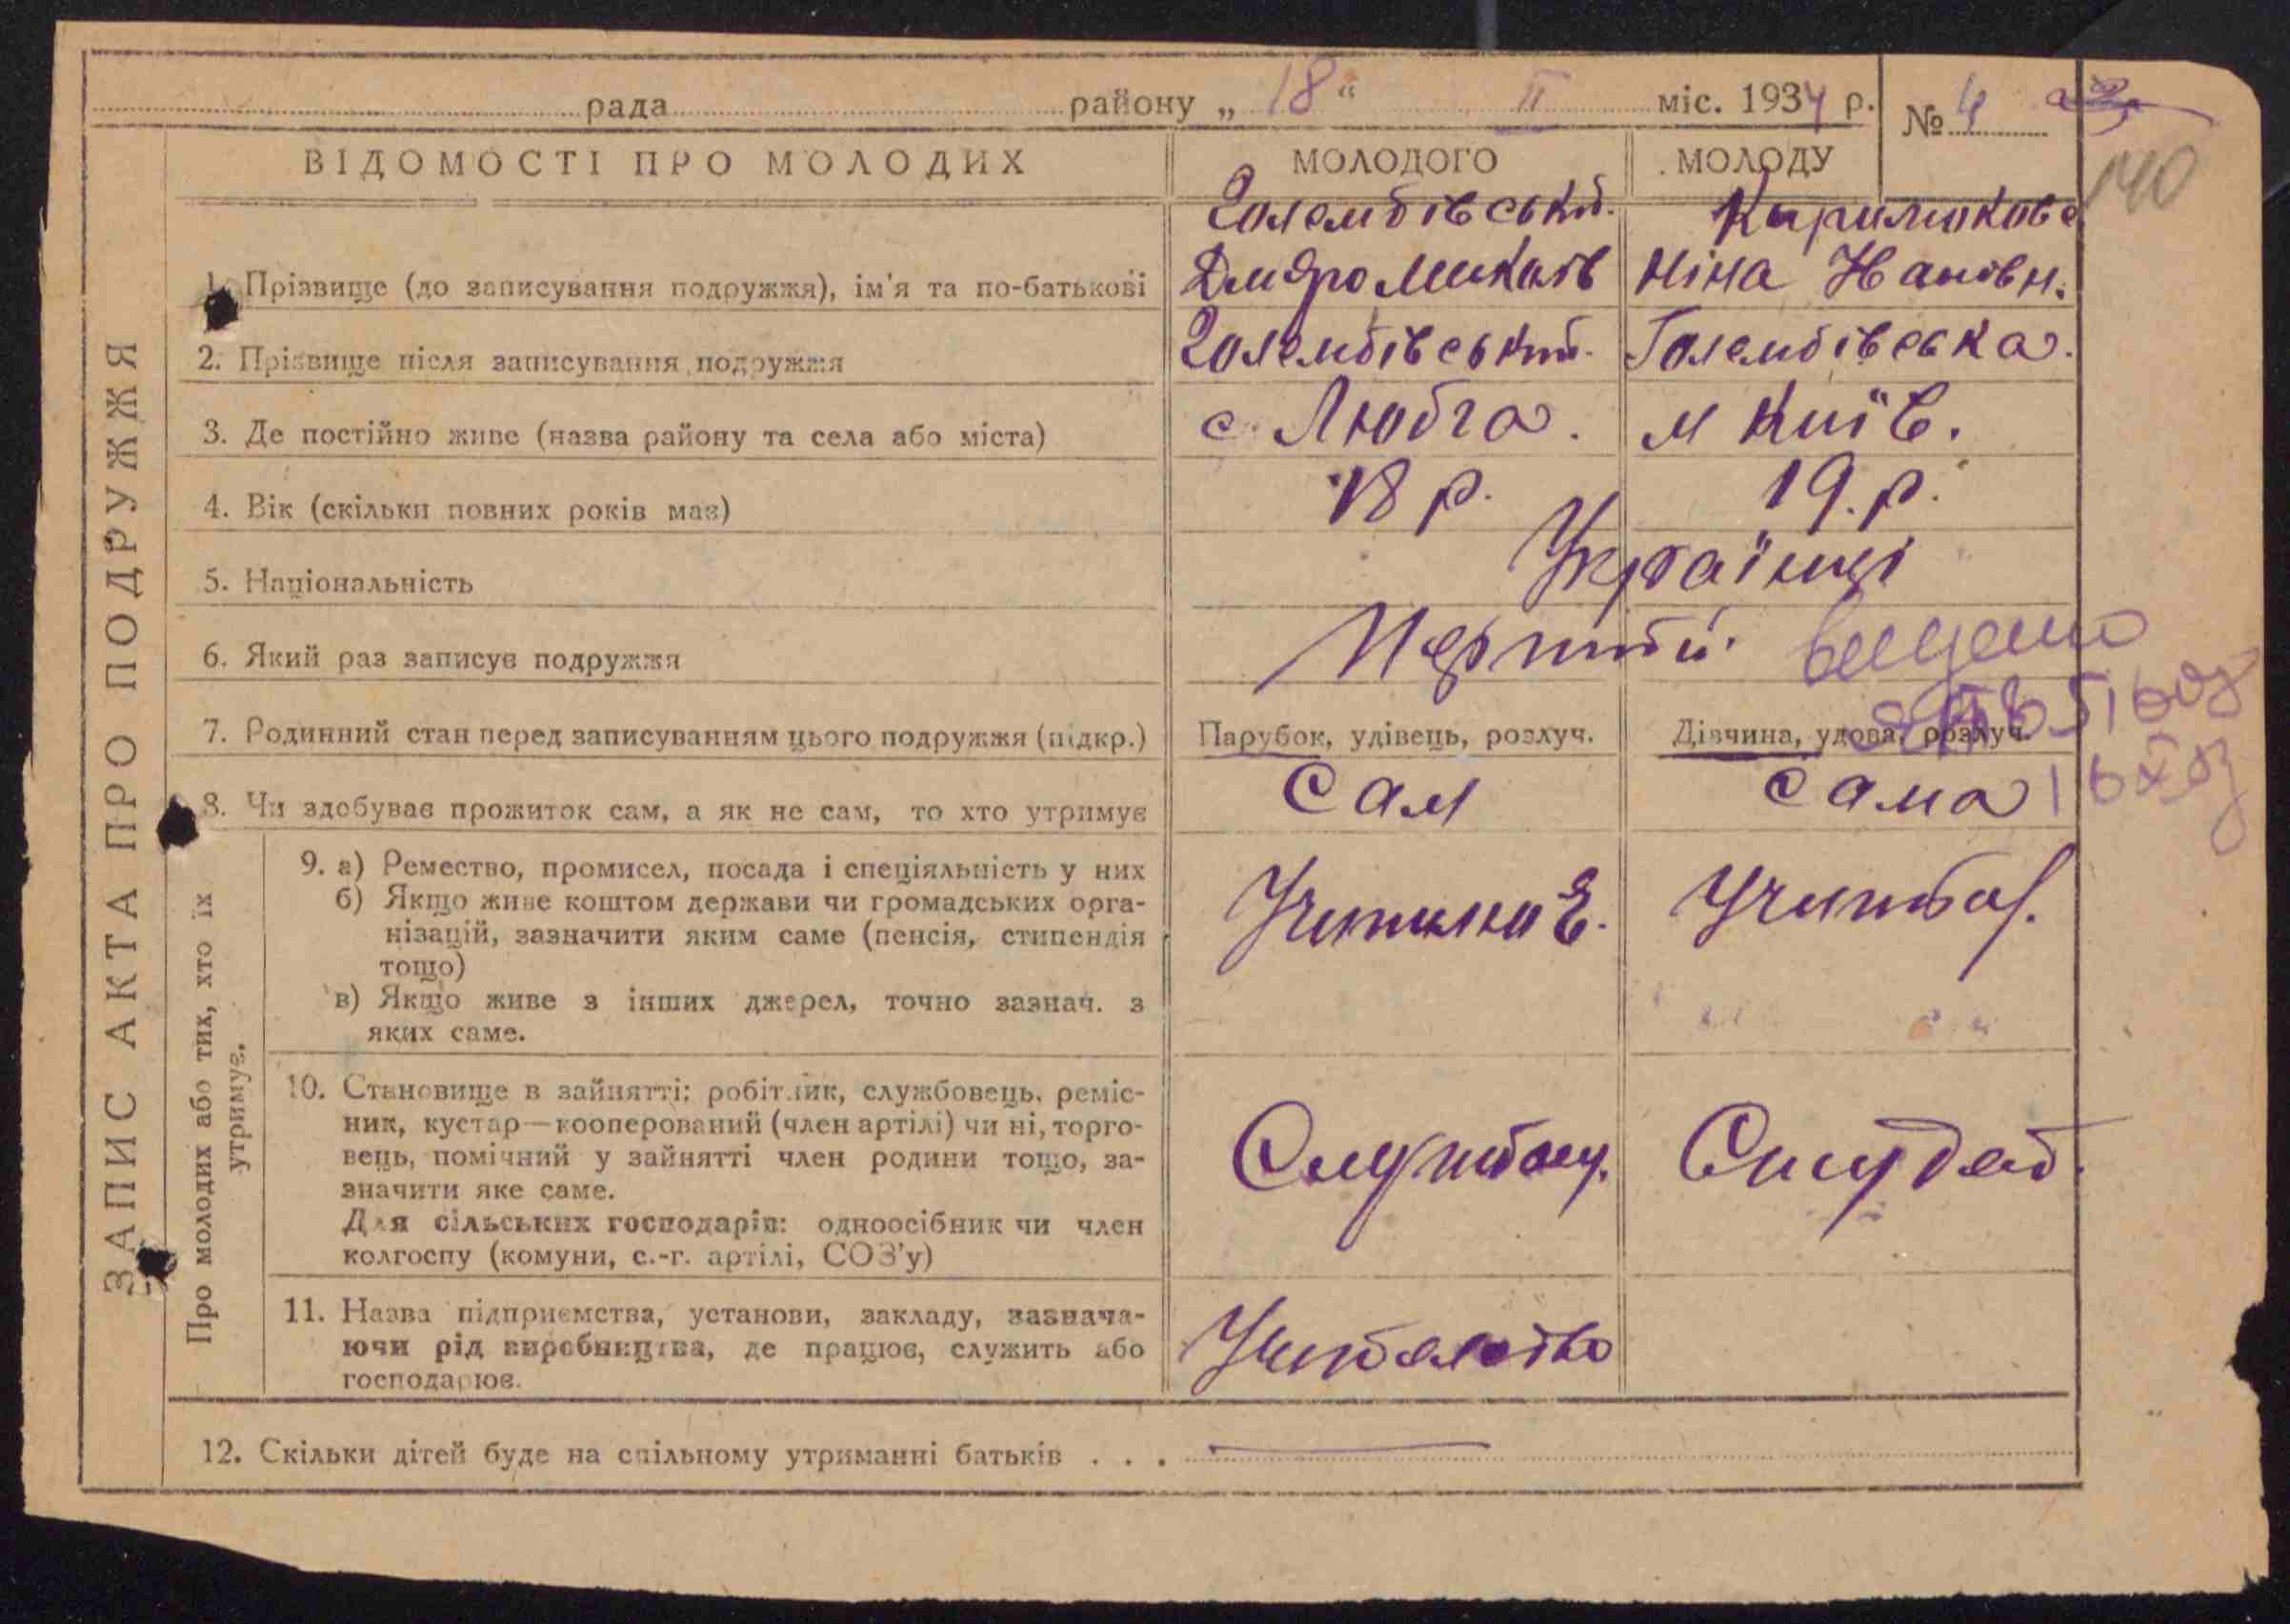 рада района „ 18 “ II міс. 1934 р. № 4
140
ВІДОМОСТІ ПРО МОЛОДИХ МОЛОДОГО МОЛОДУ
ЗАПИС АКТА ПРО ПОДРУЖЖЯ
Голембівський.
1. Прізвище (до записування подружжя), ім'я та по-батькові Ніна
2. Прізвище після записування подружжя Голембівський. Голембівська.
3. Де постійно живе (назва району та села або міста) с. Любга. м Київ.
4. Вік (скільки повних років має) 18 р. 19.р.
5. Національність Українці
6. Який раз записує подружжя Перший
видано
7. Родинний стан перед записуванням цього подружжя (підкр.) Парубок, удівець, розлуч. Дівчина, удова, розлуч.
8. Чи здобуває прожиток сам, а як не сам, то хто утримує Сам Сама
Про молодих або тих, хто їх
утримує.
9. а) Ремество, промисел, посада і спеціяльність у них
б) Якщо живе коштом держави чи громадських орга-
нізацій, зазначити яким саме (пенсія, стипендія
тощо)
в) Якщо живе з інших джерел, точно зазнач. з
яких саме.
10. Становище в зайнятті: робітник, службовець, реміс-
ник, кустар—кооперований (член артілі) чи ні, торго-
вець, помічний у зайнятті член родини тощо, за-
значити яке саме.
Для сільських господарів: одноосібник чи член
колгоспу (комуни, с.-г. артілі, СОЗ'у)
11. Назва підприємства, установи, закладу, зазнача-
ючи рід виробництва, де працює, служить або
господарює.
12. Скільки дітей буде на спільному утриманні батьків . . .